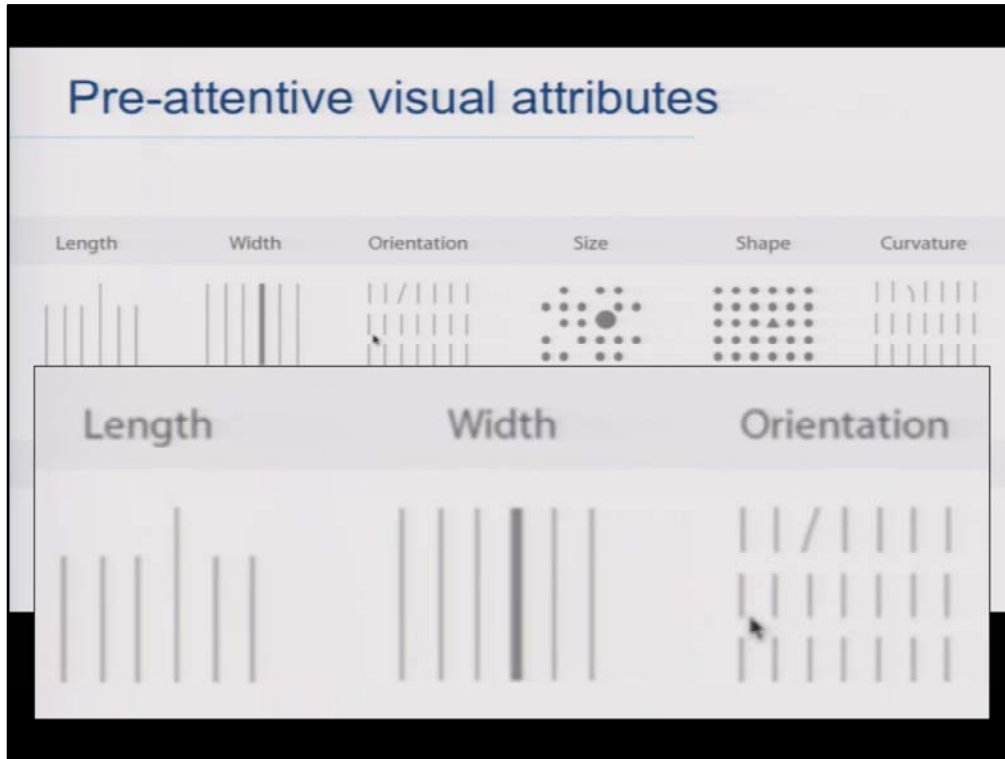 Pre-attentive visual attributes
Length Width Orientation Size Shape Curvature
Length Width Orientation